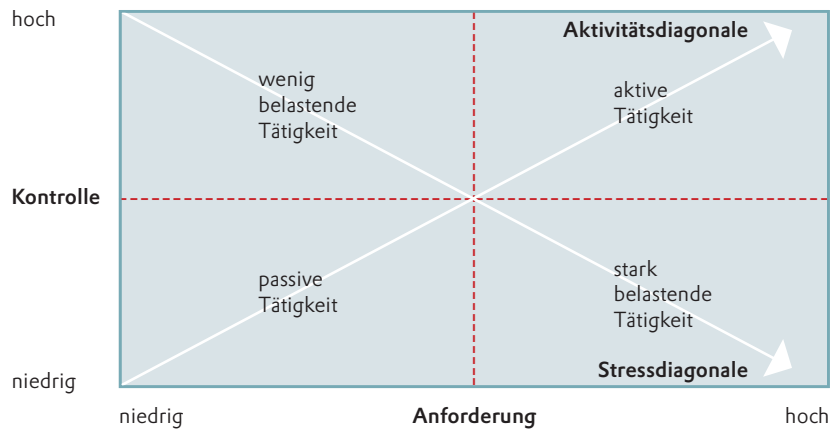 hoch
Aktivitätsdiagonale
wenig
belastende
Tätigkeit
aktive
Tätigkeit
Kontrolle
passive
Tätigkeit
stark
belastende
Tätigkeit
Stressdiagonale
niedrig
niedrig
Anforderung
hoch